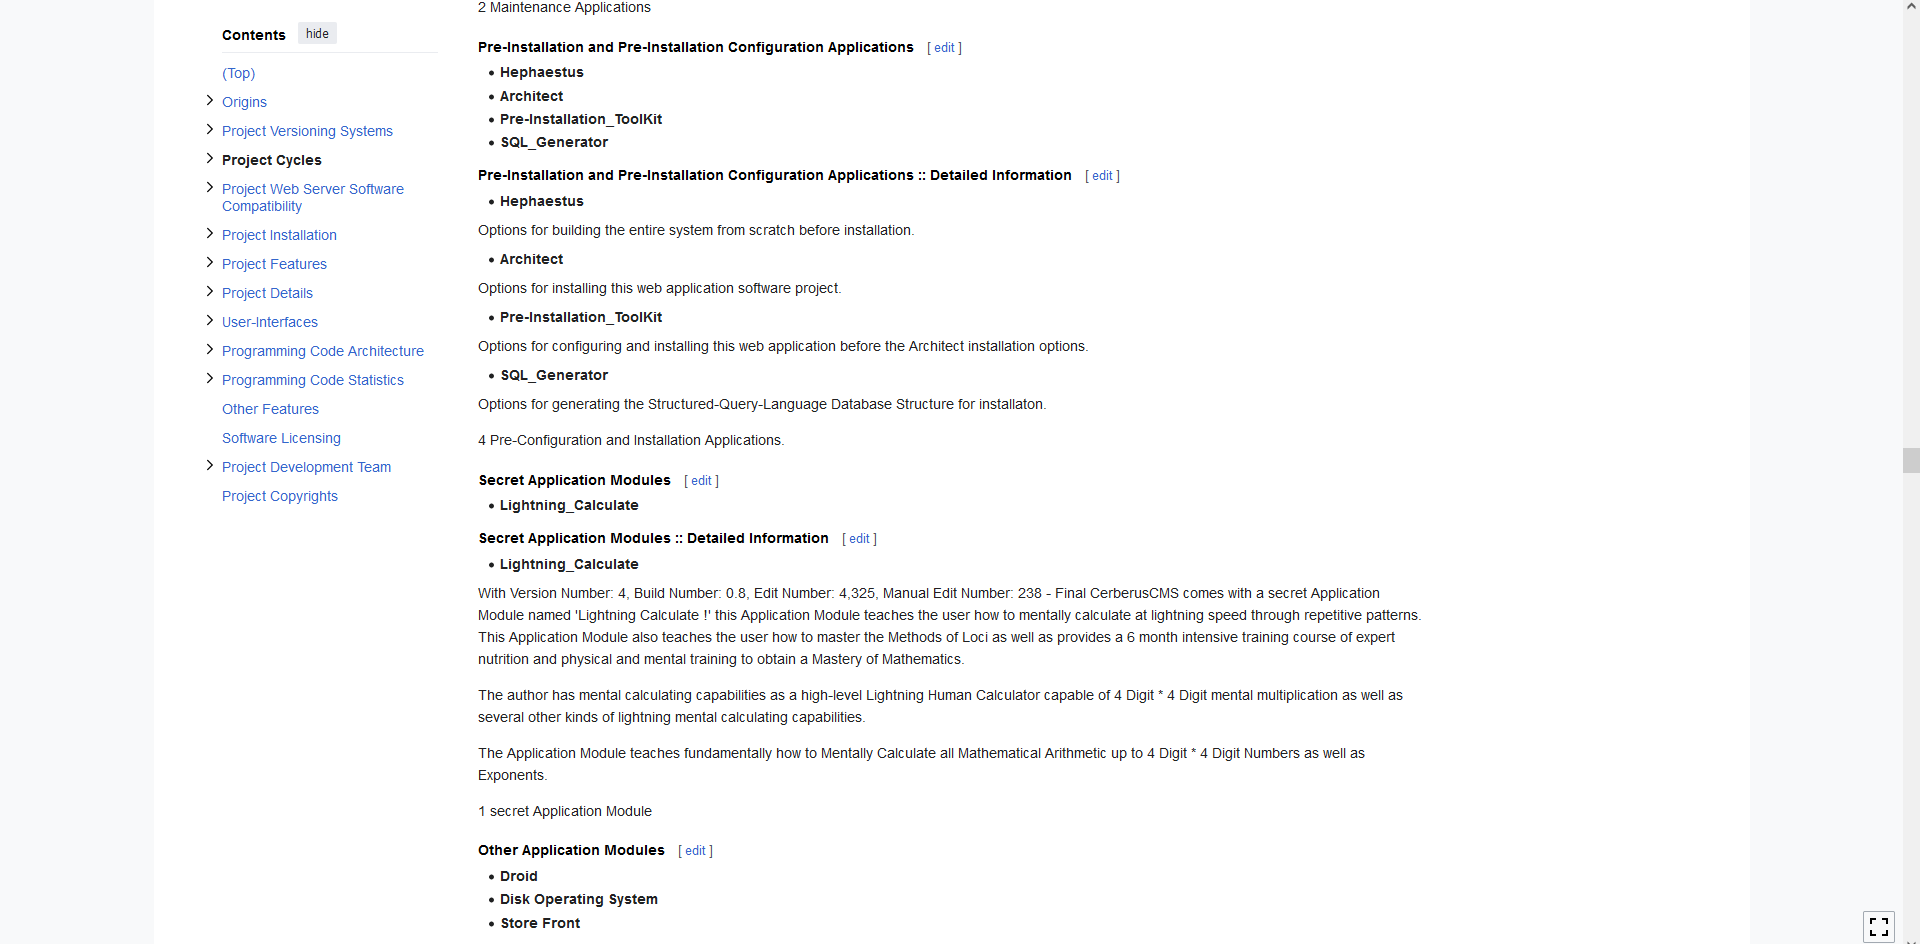 Contents hide
(Top)
Origins
Project Versioning Systems
Project Cycles
Project Web Server Software
Compatibility
Project Installation
Project Features
Project Details
User-Interfaces
Programming Code Architecture
Programming Code Statistics
Other Features
Software Licensing
Project Development Team
Project Copyrights
2 Maintenance Applications
Pre-Installation and Pre-Installation Configuration Applications [ edit ]
• Hephaestus
• Architect
• Pre-Installation_ToolKit
• SQL_Generator
Pre-Installation and Pre-Installation Configuration Applications :: Detailed Information [ edit ]
• Hephaestus
Options for building the entire system from scratch before installation.
• Architect
Options for installing this web application software project.
• Pre-Installation_ToolKit
Options for configuring and installing this web application before the Architect installation options.
• SQL_Generator
Options for generating the Structured-Query-Language Database Structure for installaton.
4 Pre-Configuration and Installation Applications.
Secret Application Modules [ edit ]
• Lightning_Calculate
Secret Application Modules :: Detailed Information [ edit ]
• Lightning_Calculate
With Version Number: 4, Build Number: 0.8, Edit Number: 4,325, Manual Edit Number: 238 - Final CerberusCMS comes with a secret Application
Module named 'Lightning Calculate !' this Application Module teaches the user how to mentally calculate at lightning speed through repetitive patterns.
This Application Module also teaches the user how to master the Methods of Loci as well as provides a 6 month intensive training course of expert
nutrition and physical and mental training to obtain a Mastery of Mathematics.
The author has mental calculating capabilities as a high-level Lightning Human Calculator capable of 4 Digit * 4 Digit mental multiplication as well as
several other kinds of lightning mental calculating capabilities.
The Application Module teaches fundamentally how to Mentally Calculate all Mathematical Arithmetic up to 4 Digit * 4 Digit Numbers as well as
Exponents.
1 secret Application Module
Other Application Modules [ edit ]
• Droid
• Disk Operating System
• Store Front